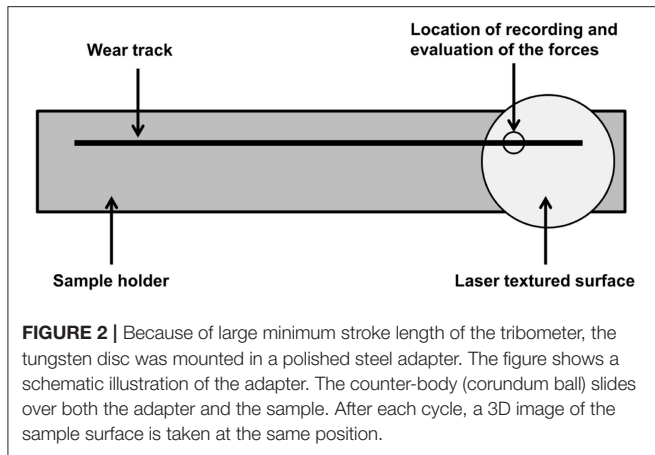 Location of recording and
evaluation of the forces
Wear track
Sample holder
Laser textured surface
FIGURE 2 | Because of large minimum stroke length of the tribometer, the
tungsten disc was mounted in a polished steel adapter. The figure shows a
schematic illustration of the adapter. The counter-body (corundum ball) slides
over both the adapter and the sample. After each cycle, a 3D image of the
sample surface is taken at the same position.